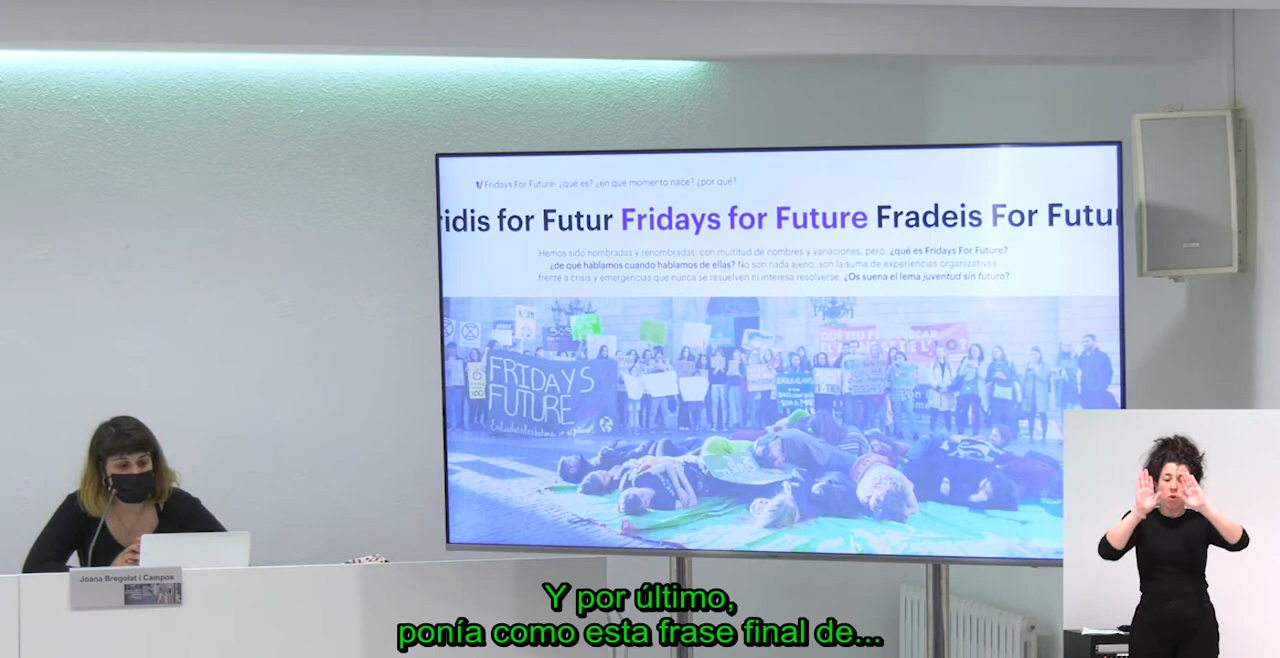 1/ Fridays For Future: ¿qué es? ¿en que momento nace? ¿por qué?
ridis for Futur Fridays for Future Fradeis For Futur
Hemos sido nombradas y renombradas, con multitud de nombres y variaciones, pero: ¿qué es Fridays For Future?
¿de qué hablamos cuando hablamos de ellas? No son nada ajeno, son la suma de experiencias organizativas
frente a crisis y emergencias que nunca se resuelven ni interesa resolverse. ¿Os suena el lema juventud sin futuro?
FRIDAYS
FUTURE
Joana Bregolat i Campos
Y por último,
ponía como esta frase final de...